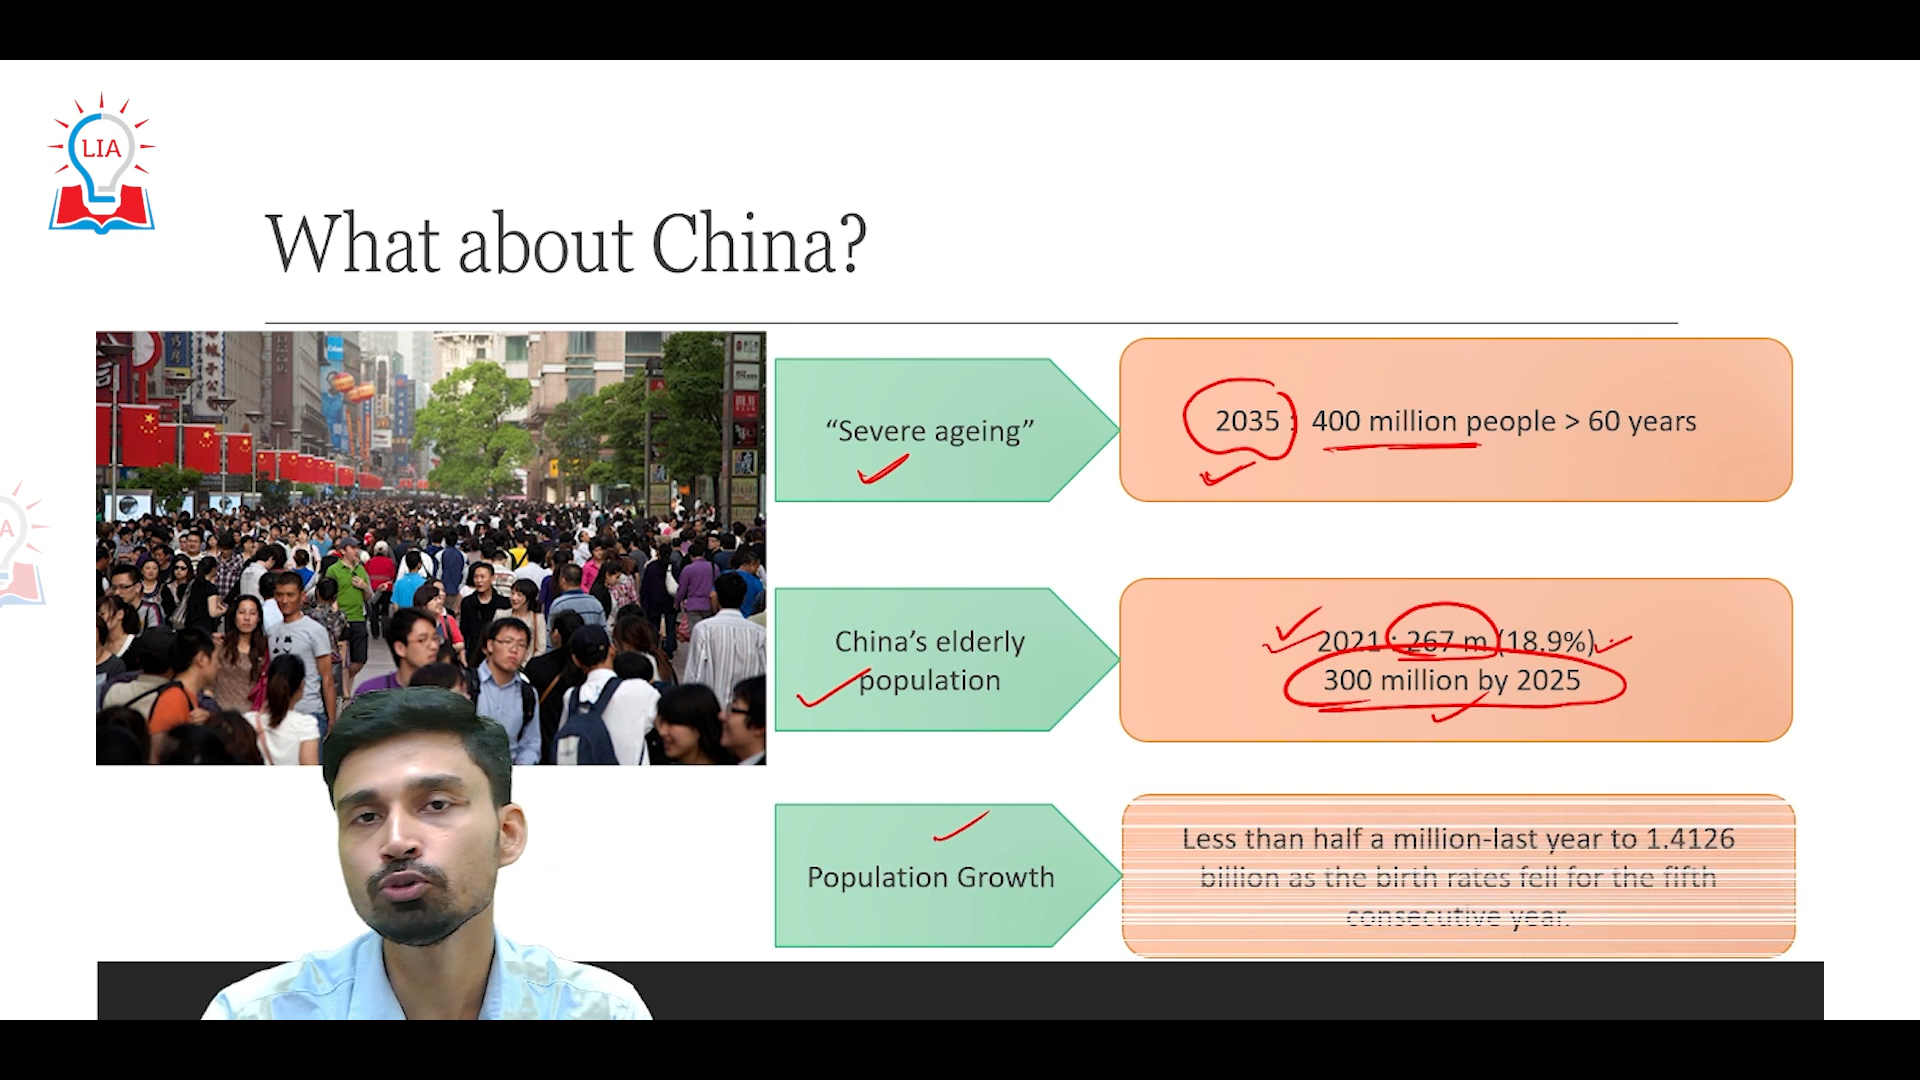 LIA
What about China?
“Severe ageing”
2035 : 400 million people > 60 years
China’s elderly
population
2021 : 267 m (18.9%)
300 million by 2025
Population Growth
Less than half a million-last year to 1.4126
billion as the birth rates fell for the fifth
consecutive year.